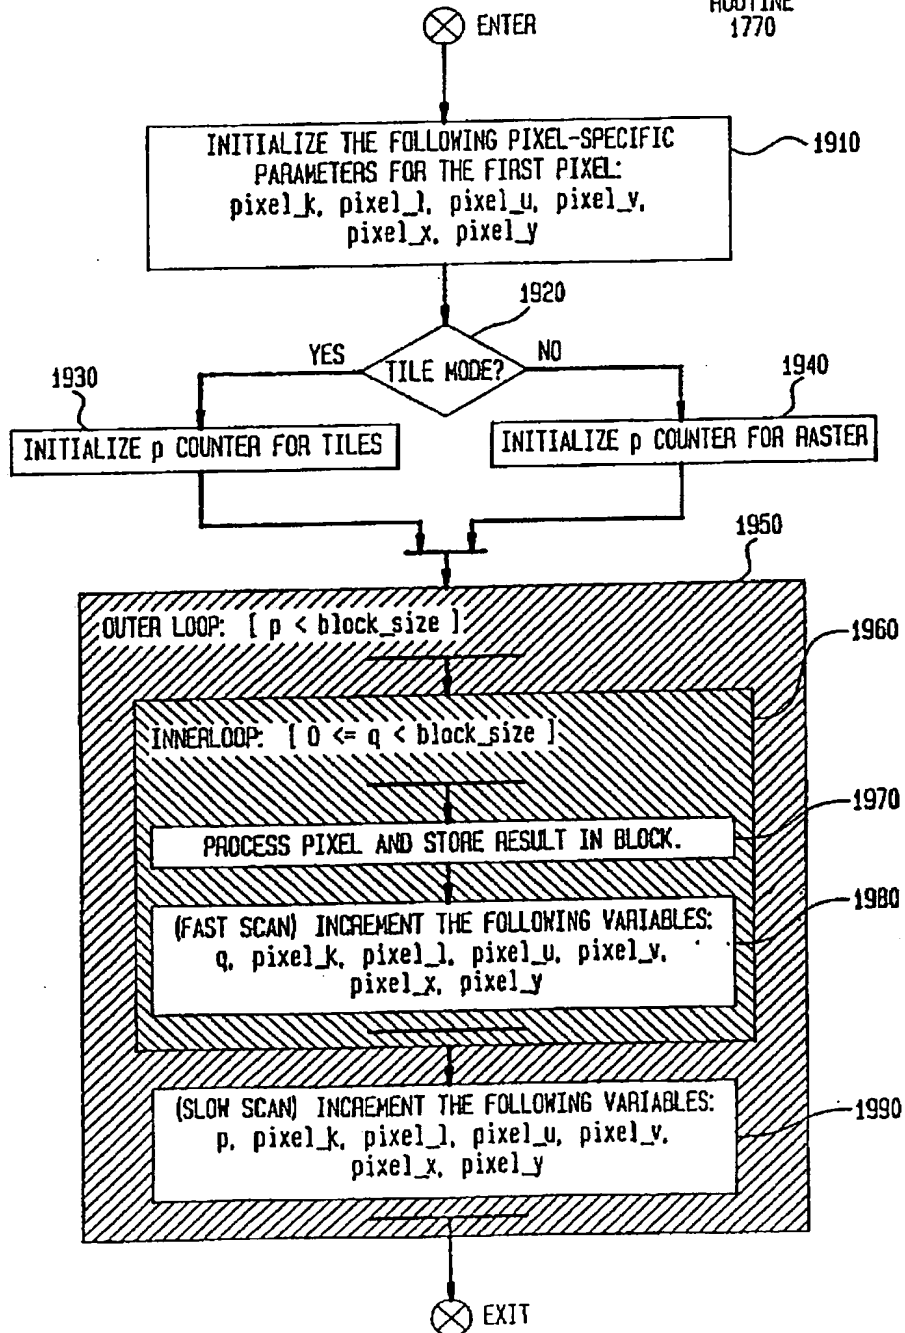 ROUTINE
1770
ENTER
INITIALIZE THE FOLLOWING PIXEL-SPECIFIC
PARAMETERS FOR THE FIRST PIXEL:
pixel_k, pixel_l, pixel_u, pixel_v,
pixel_x, pixel_y
1910
1920
YES
TILE MODE?
NO
1930
1940
INITIALIZE p COUNTER FOR TILES
INITIALIZE p COUNTER FOR RASTER
1950
OUTER LOOP: [ p < block_size ]
1960
INNERLOOP: [ 0 <= q < block_size ]
1970
PROCESS PIXEL AND STORE RESULT IN BLOCK.
1980
(FAST SCAN) INCREMENT THE FOLLOWING VARIABLES:
q, pixel_k, pixel_l, pixel_u, pixel_v,
pixel_x, pixel_y
(SLOW SCAN) INCREMENT THE FOLLOWING VARIABLES:
p, pixel_k, pixel_l, pixel_u, pixel_v,
pixel_x, pixel_y
1990
EXIT